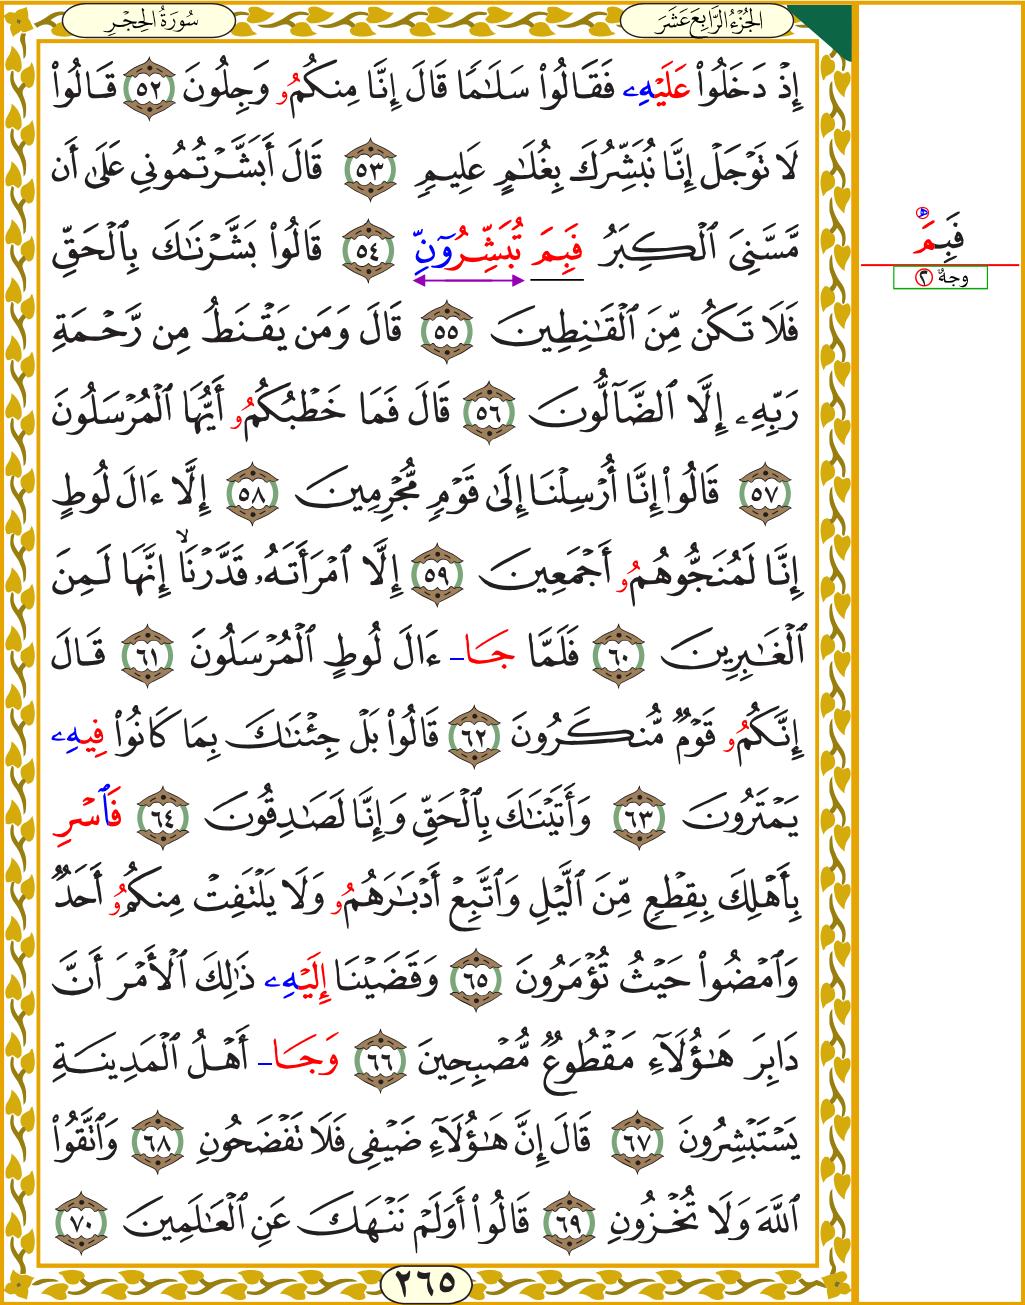 سُورَةُ الحِجْرِ
الجُزْءُ الرَّابِعَ عَشَرَ
إِذْ دَخَلُوا۟ عَلَيْهِۦ فَقَالُوا۟ سَلَـٰمًا قَالَ إِنَّا مِنكُمُۥ وَجِلُونَ ٥٢ قَالُوا۟
لَا تَوْجَلْ إِنَّا نُبَشِّرُكَ بِغُلَـٰمٍ عَلِيمٍ ٥٣ قَالَ أَبَشَّرْتُمُونِي عَلَىٰ أَن
مَّسَّنِيَ ٱلْكِبَرُ فَبِمَ تُبَشِّرُوٓنِّ ٥٤ قَالُوا۟ بَشَّرْنَـٰكَ بِٱلْحَقِّ
فَلَا تَكُن مِّنَ ٱلْقَـٰنِطِينَ ٥٥ قَالَ وَمَن يَقْنَطُ مِن رَّحْمَةِ
رَبِّهِۦ إِلَّا ٱلضَّآلُّونَ ٥٦ قَالَ فَمَا خَطْبُكُمُۥ أَيُّهَا ٱلْمُرْسَلُونَ
٥٧ قَالُوا۟ إِنَّا أُرْسِلْنَا إِلَىٰ قَوْمٍ مُّجْرِمِينَ ٥٨ إِلَّا ءَالَ لُوطٍ
إِنَّا لَمُنَجُّوهُمُۥ أَجْمَعِينَ ٥٩ إِلَّا ٱمْرَأَتَهُۥ قَدَّرْنَاۙ إِنَّهَا لَمِنَ
ٱلْغَـٰبِرِينَ ٦٠ فَلَمَّا جَا ـ ءَالَ لُوطٍ ٱلْمُرْسَلُونَ ٦١ قَالَ
إِنَّكُمُۥ قَوْمٌ مُّنكَرُونَ ٦٢ قَالُوا۟ بَلْ جِئْنَـٰكَ بِمَا كَانُوا۟ فِيهِۦ
يَمْتَرُونَ ٦٣ وَأَتَيْنَـٰكَ بِٱلْحَقِّ وَإِنَّا لَصَـٰدِقُونَ ٦٤ فَٱسْرِ
بِأَهْلِكَ بِقِطْعٍ مِّنَ ٱلَّيْلِ وَٱتَّبِعْ أَدْبَـٰرَهُمُۥ وَلَا يَلْتَفِتْ مِنكُمُۥ أَحَدٌ
وَٱمْضُوا۟ حَيْثُ تُؤْمَرُونَ ٦٥ وَقَضَيْنَا إِلَيْهِۦ ذَٰلِكَ ٱلْأَمْرَ أَنَّ
دَابِرَ هَـٰؤُلَآءِ مَقْطُوعٌ مُّصْبِحِينَ ٦٦ وَجَا ـ أَهْلُ ٱلْمَدِينَةِ
يَسْتَبْشِرُونَ ٦٧ قَالَ إِنَّ هَـٰؤُلَآءِ ضَيْفِي فَلَا تَفْضَحُونِ ٦٨ وَٱتَّقُوا۟
ٱللَّهَ وَلَا تُخْزُونِ ٦٩ قَالُوا۟ أَوَلَمْ نَنْهَكَ عَنِ ٱلْعَـٰلَمِينَ ٧٠
٢٦٥
فَبِمَهْ
وجهٌ ٢